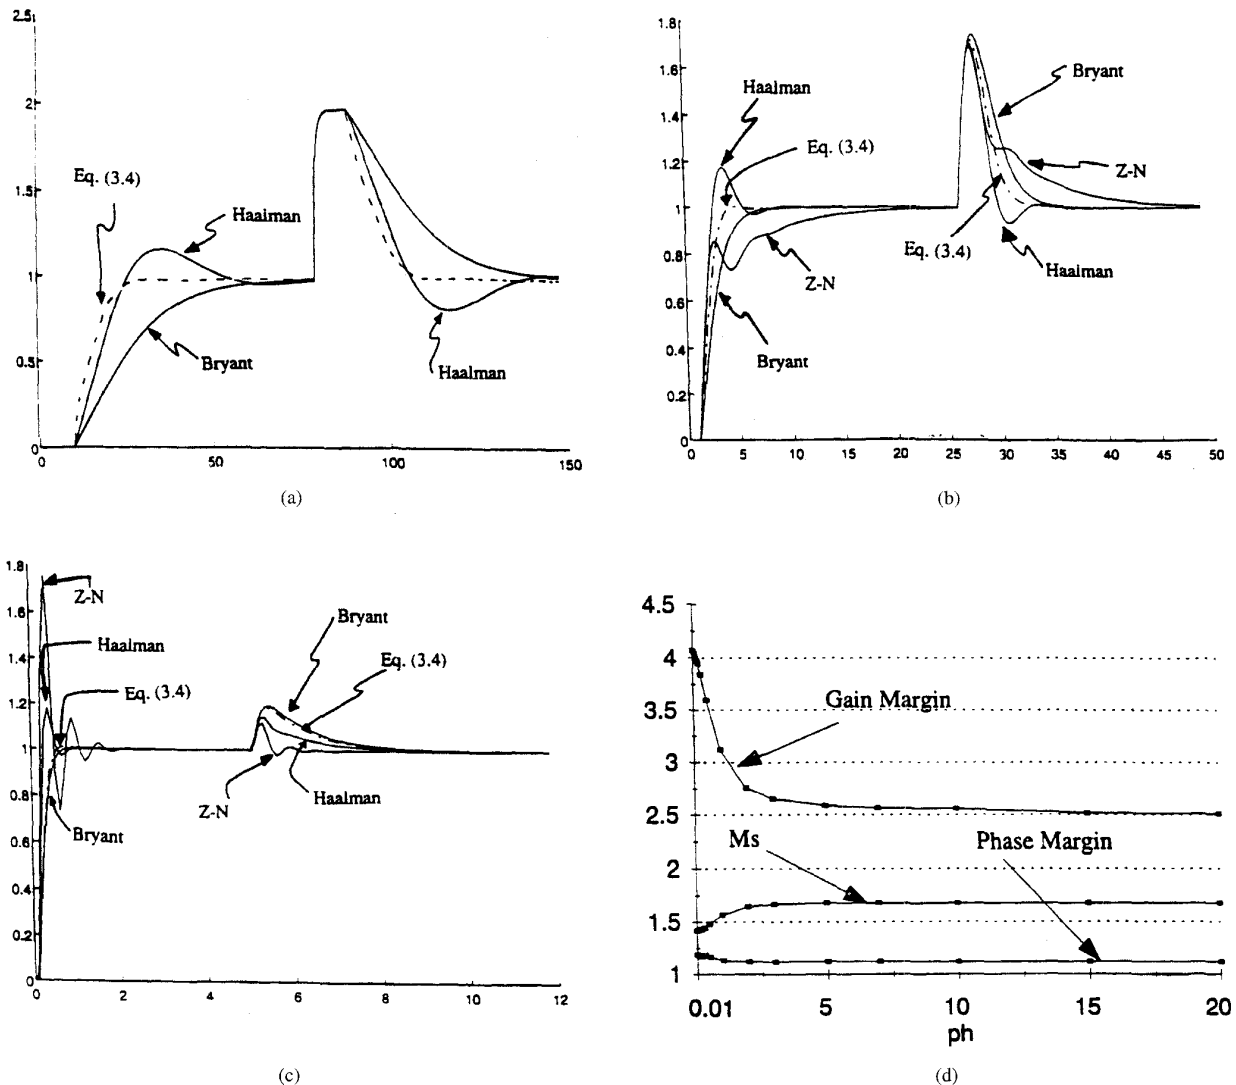 2.5
2
1.5
1
0.5
0
0
50
100
150
Eq. (3.4)
Haalman
Bryant
Haalman
(a)
1.8
1.6
1.4
1.2
1
0.8
0.6
0.4
0.2
0
0
5
10
15
20
25
30
35
40
45
50
Haalman
Eq. (3.4)
Bryant
Z-N
Eq. (3.4)
Haalman
Z-N
Bryant
(b)
1.8
1.6
1.4
1.2
1
0.8
0.6
0.4
0.2
0
0
2
4
6
8
10
12
Z-N
Haalman
Eq. (3.4)
Bryant
Bryant
Eq. (3.4)
Z-N
Haalman
(c)
4.5
4
3.5
3
2.5
2
1.5
1
0.01
5
10
15
20
ph
Gain Margin
Ms
Phase Margin
(d)